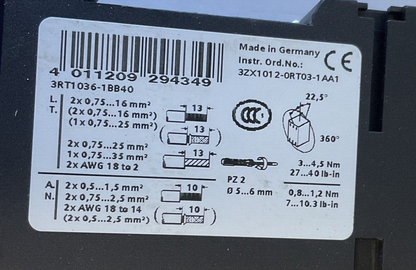 Made in Germany
Instr. Ord.No.:
3ZX1012-0RT03-1AA1
CE
4 011209 294349
3RT1036-1BB40
L. 2x 0,75...16 mm² 13
T. (2x 0,75...16 mm²)
(1x 0,75...25 mm²) ( 13 )
2x 0,75...25 mm²
1x 0,75...35 mm² 13
2x AWG 18 to 2
A. 2x 0,5...1,5 mm² 10
N. 2x 0,75...2,5 mm²
2x AWG 18 to 14
(2x 0,5...2,5 mm²) ( 10 )
CCC
22,5°
360°
PZ 2
Ø 5...6 mm
3...4,5 Nm
27...40 lb-in
0,8...1,2 Nm
7...10.3 lb-in